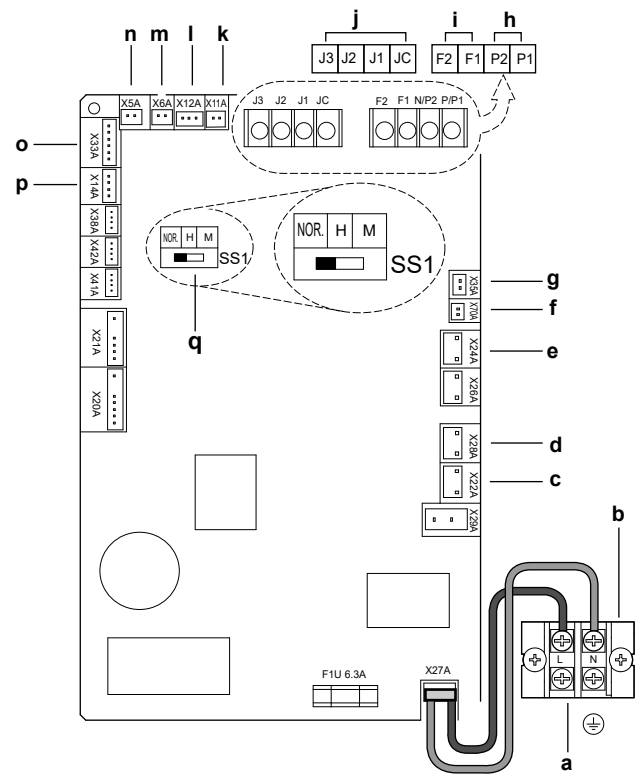 j
i
h
n
m
l
k
J3 J2 J1 JC
F2 F1 P2 P1
X5A
X6A
X12A
X11A
J3 J2 J1 JC
F2 F1 N/P2 P/P1
o
X33A
p
X14A
X38A
X42A
X41A
NOR. H M
SS1
NOR. H M
SS1
q
X21A
X20A
X35A
g
X70A
f
X24A
e
X26A
X28A
d
X22A
c
X29A
b
L
N
F1U 6.3A
X27A
a